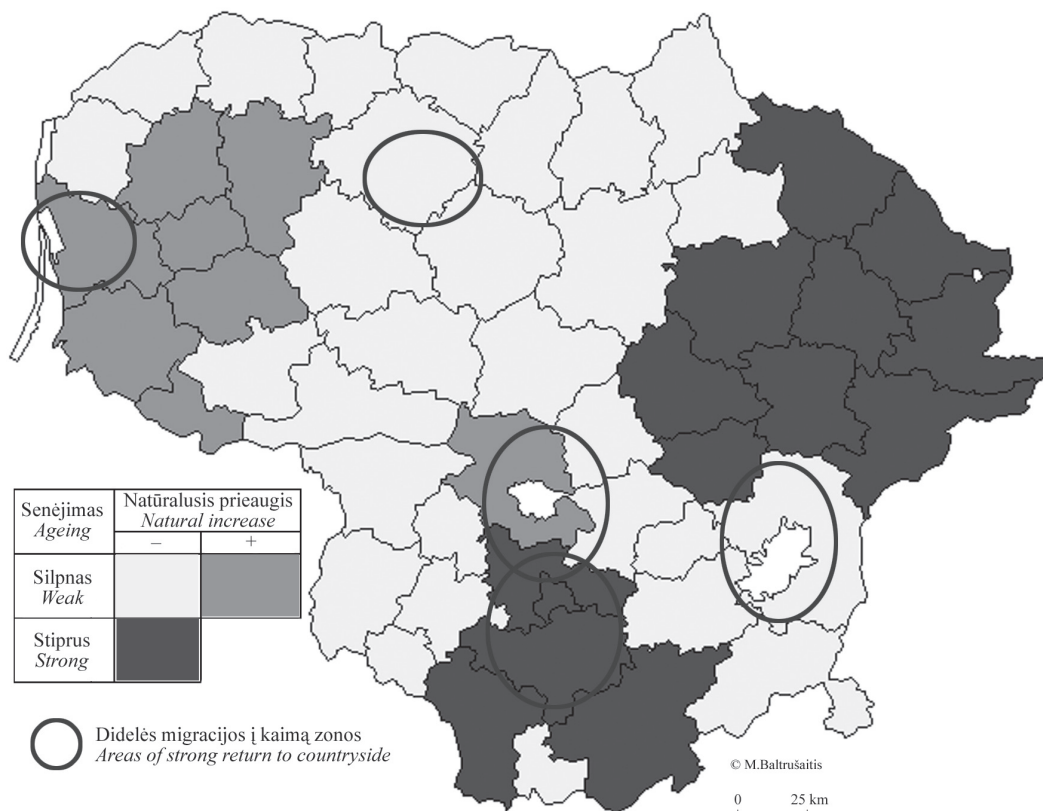 Senėjimas
Ageing
Natūralusis prieaugis
Natural increase
–
+
Silpnas
Weak
Stiprus
Strong
Didelės migracijos į kaimą zonos
Areas of strong return to countryside
© M.Baltrušaitis
0 25 km